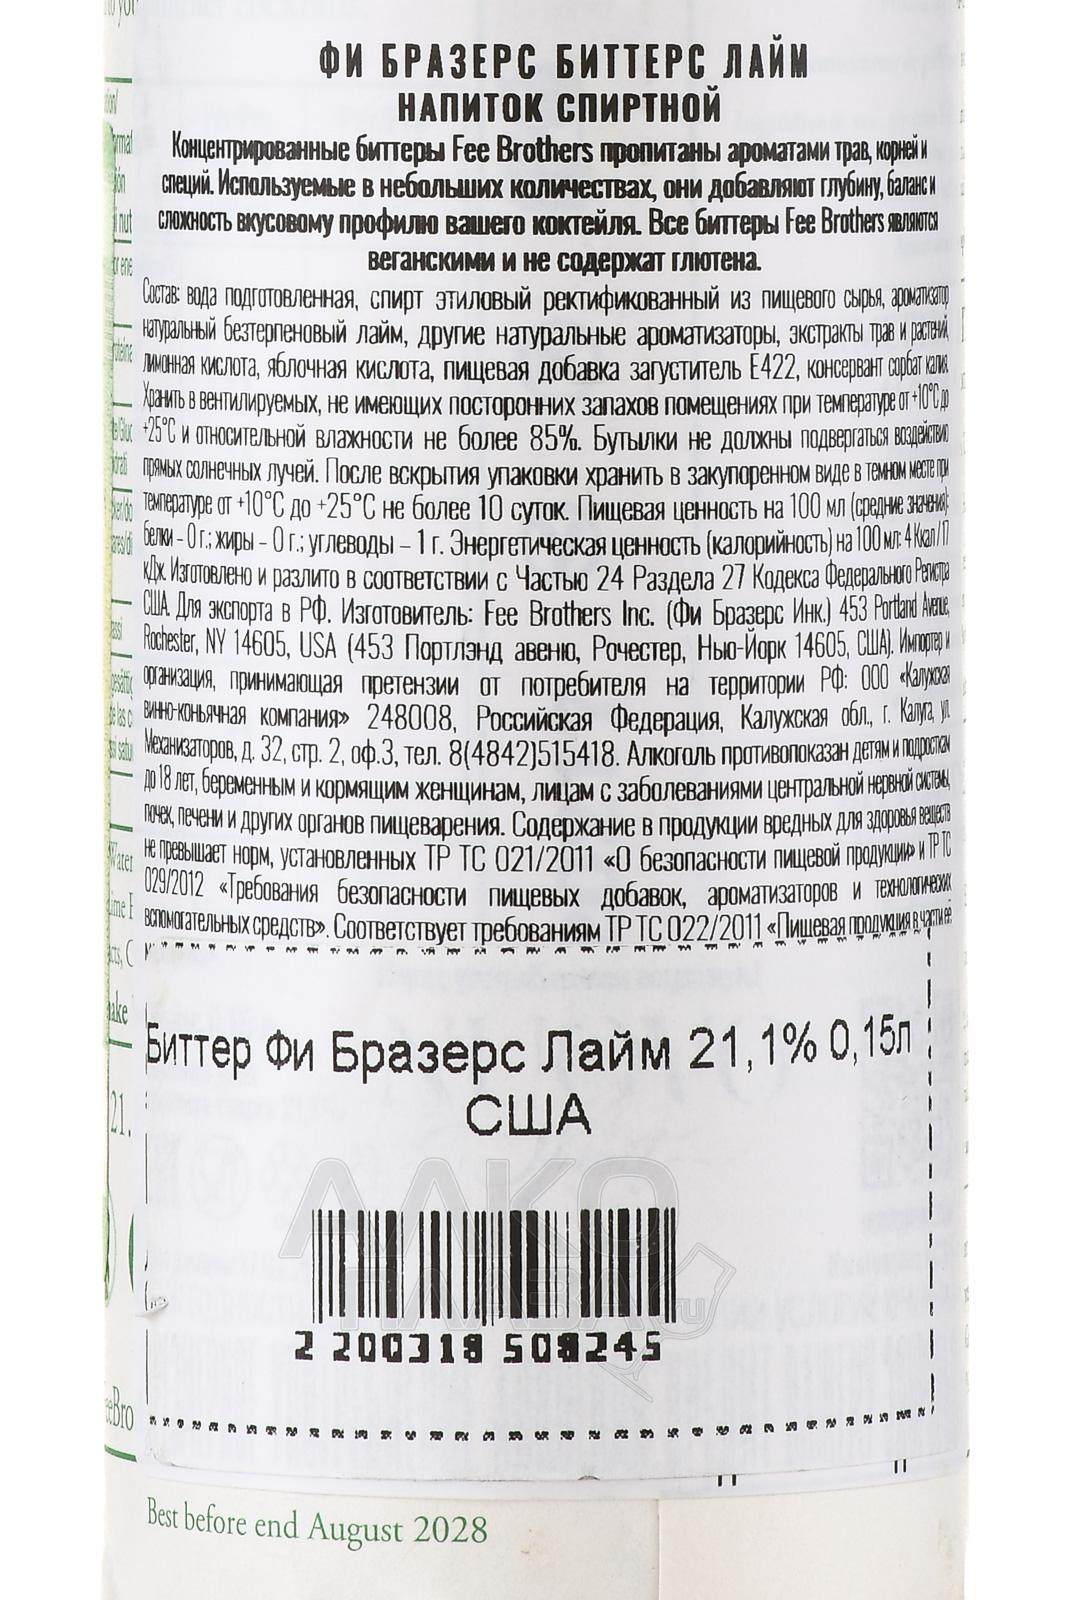 ФИ БРАЗЕРС БИТТЕРС ЛАЙМ
НАПИТОК СПИРТНОЙ
Концентрированные биттеры Fee Brothers пропитаны ароматами трав, корней и
специй. Используемые в небольших количествах, они добавляют глубину, баланс и
сложность вкусовому профилю вашего коктейля. Все биттеры Fee Brothers являются
веганскими и не содержат глютена.
Состав: вода подготовленная, спирт этиловый ректификованный из пищевого сырья, ароматизатор
натуральный безтерпеновый лайм, другие натуральные ароматизаторы, экстракты трав и растений,
лимонная кислота, яблочная кислота, пищевая добавка загуститель Е422, консервант сорбат калия.
Хранить в вентилируемых, не имеющих посторонних запахов помещениях при температуре от +10°С до
+25°С и относительной влажности не более 85%. Бутылки не должны подвергаться воздействию
прямых солнечных лучей. После вскрытия упаковки хранить в закупоренном виде в темном месте при
температуре от +10°С до +25°С не более 10 суток. Пищевая ценность на 100 мл (средние значения):
белки – 0 г.; жиры – 0 г.; углеводы – 1 г. Энергетическая ценность (калорийность) на 100 мл: 4 Ккал/17
кДж. Изготовлено и разлито в соответствии с Частью 24 Раздела 27 Кодекса Федерального Регистра
США. Для экспорта в РФ. Изготовитель: Fee Brothers Inc. (Фи Бразерс Инк.) 453 Portland Avenue,
Rochester, NY 14605, USA (453 Портлэнд авеню, Рочестер, Нью-Йорк 14605, США). Импортер и
организация, принимающая претензии от потребителя на территории РФ: ООО «Калужская
винно-коньячная компания» 248008, Российская Федерация, Калужская обл., г. Калуга, ул.
Механизаторов, д. 32, стр. 2, оф.3, тел. 8(4842)515418. Алкоголь противопоказан детям и подросткам
до 18 лет, беременным и кормящим женщинам, лицам с заболеваниями центральной нервной системы,
почек, печени и других органов пищеварения. Содержание в продукции вредных для здоровья веществ
не превышает норм, установленных ТР ТС 021/2011 «О безопасности пищевой продукции» и ТР ТС
029/2012 «Требования безопасности пищевых добавок, ароматизаторов и технологических
вспомогательных средств». Соответствует требованиям ТР ТС 022/2011 «Пищевая продукция в части её
Биттер Фи Бразерс Лайм 21,1% 0,15л
США
АЛКО
ПЛАВА
ru
2 200318 508245
Best before end August 2028